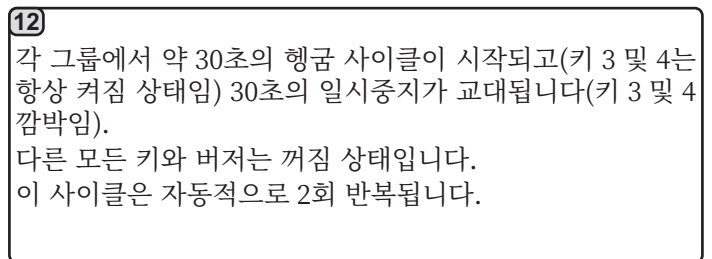 12
각 그룹에서 약 30초의 헹굼 사이클이 시작되고(키 3 및 4는
항상 켜짐 상태임) 30초의 일시중지가 교대됩니다(키 3 및 4
깜박임).
다른 모든 키와 버저는 꺼짐 상태입니다.
이 사이클은 자동적으로 2회 반복됩니다.